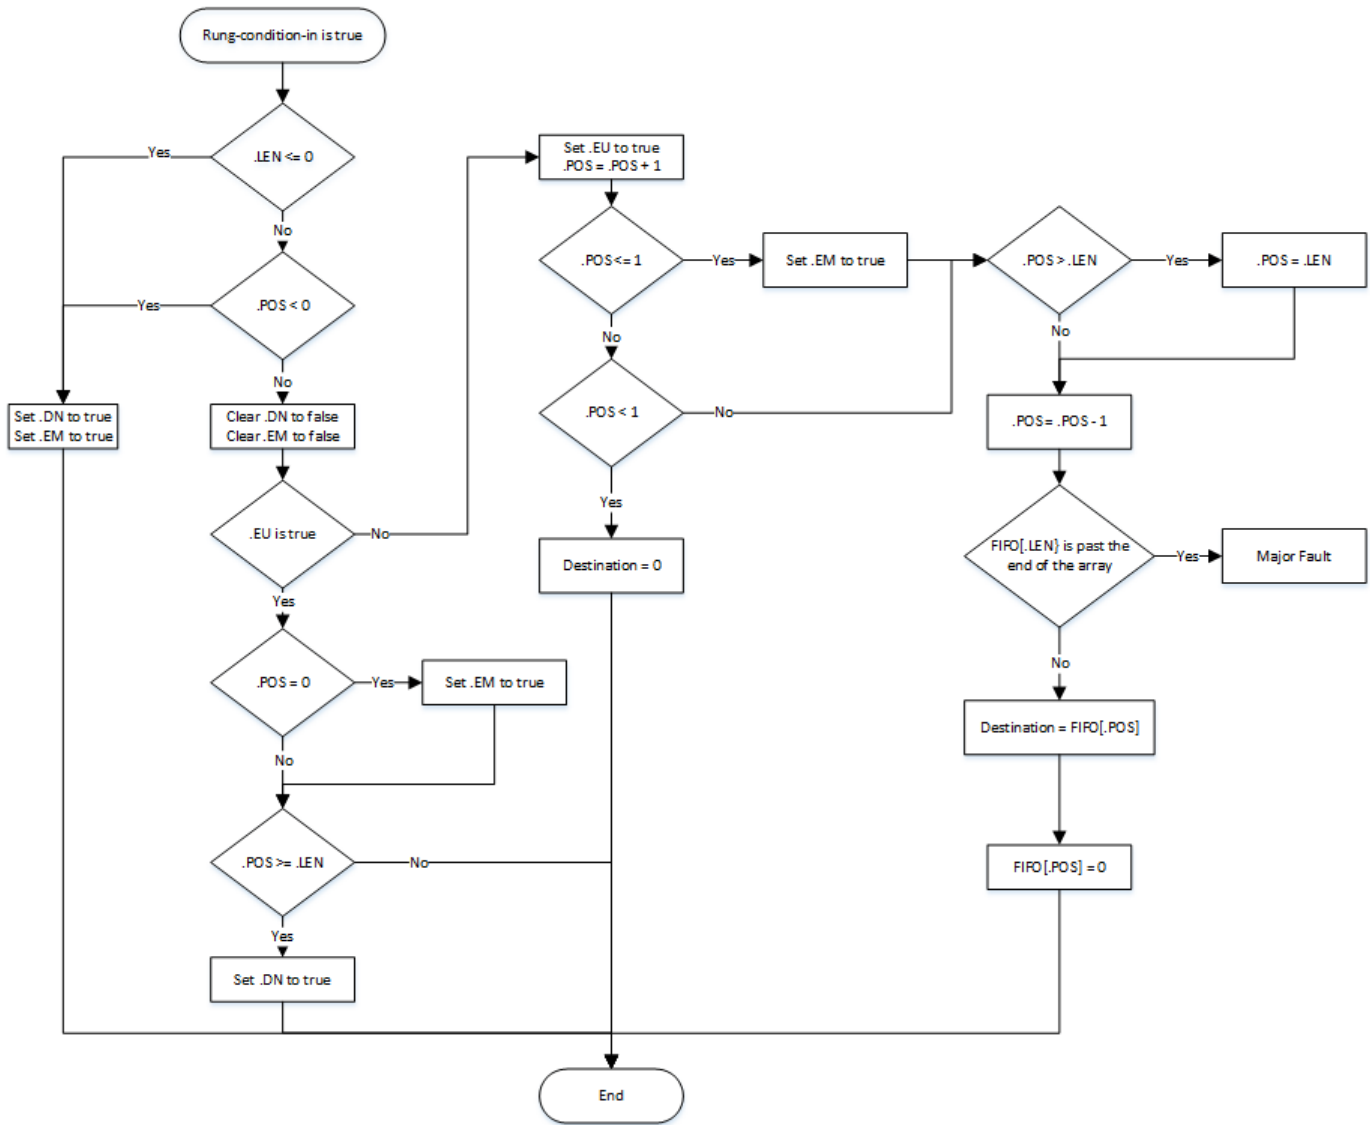 Rung-condition-in is true
.LEN <= 0
Yes
No
.POS < 0
Yes
No
Set .DN to true
Set .EM to true
Clear .DN to false
Clear .EM to false
.EU is true
No
Yes
.POS = 0
Yes
Set .EM to true
No
.POS >= .LEN
No
Yes
Set .DN to true
Set .EU to true
.POS = .POS + 1
.POS<= 1
Yes
Set .EM to true
No
.POS < 1
No
Yes
Destination = 0
.POS > .LEN
Yes
.POS = .LEN
No
.POS= .POS - 1
FIFO[.LEN} is past the
end of the array
Yes
Major Fault
No
Destination = FIFO[.POS]
FIFO[.POS] = 0
End